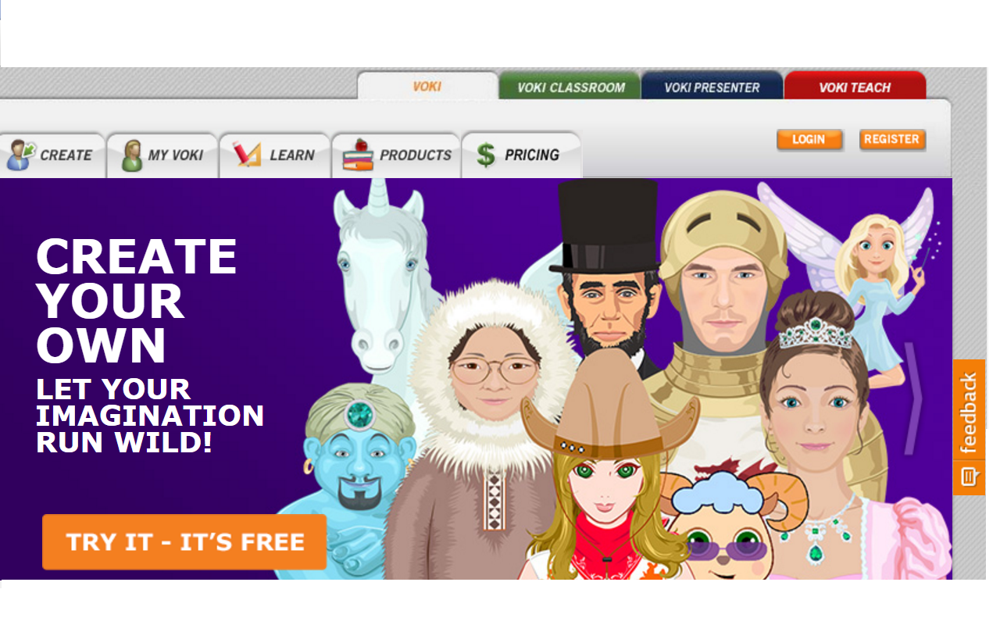 VOKI
VOKI CLASSROOM
VOKI PRESENTER
VOKI TEACH
CREATE
MY VOKI
LEARN
PRODUCTS
$ PRICING
LOGIN
REGISTER
CREATE
YOUR
OWN
LET YOUR
IMAGINATION
RUN WILD!
TRY IT - IT'S FREE
feedback